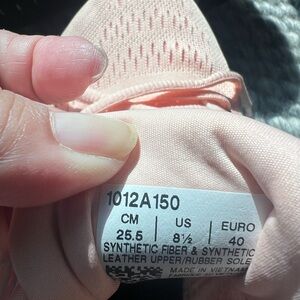 1012A150
CM | US | EURO
25.5 | 8½ | 40
SYNTHETIC FIBER & SYNTHETIC
LEATHER UPPER/RUBBER SOLE
MADE IN VIETNAM